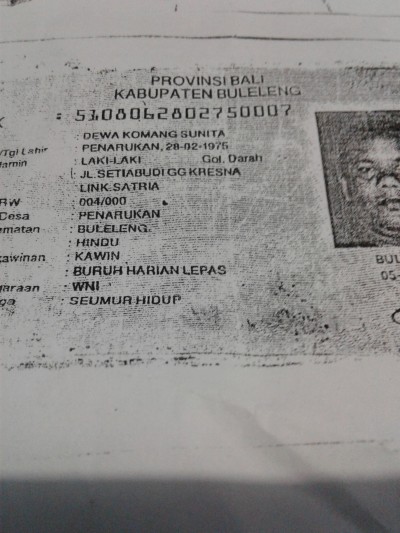 PROVINSI BALI
KABUPATEN BULELENG
K : 5308062802750007
: DEWA KOMANG SUNITA
/Tgl Lahir : PENARUKAN, 28-02-1975
lamin : LAKI-LAKI Gol. Darah
: JL.SETIABUDI GG KRESNA
LINK.SATRIA
RW : 004/000
Desa : PENARUKAN
matan : BULELENG
: HINDU
awinan : KAWIN
: BURUH HARIAN LEPAS
garaan : WNI
: SEUMUR HIDUP
BUL
05-